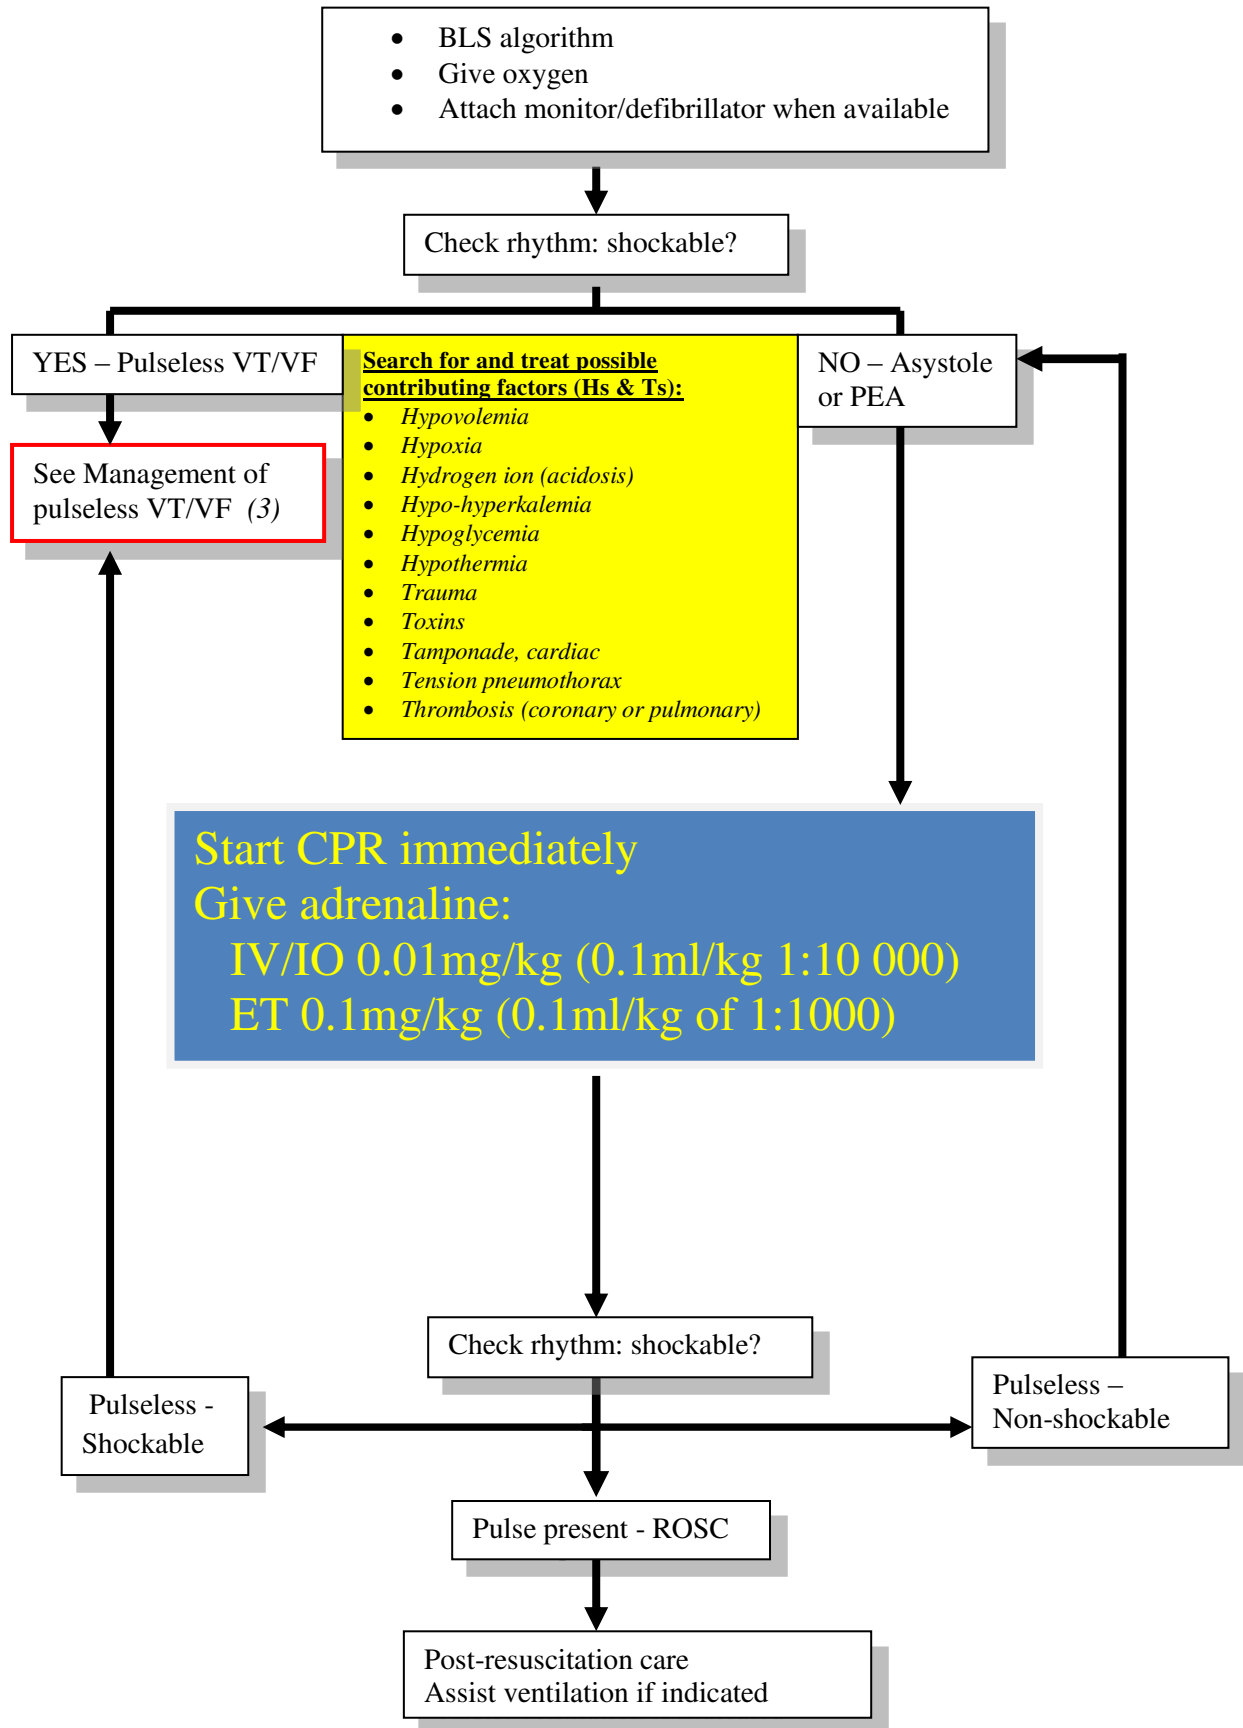 • BLS algorithm
• Give oxygen
• Attach monitor/defibrillator when available
Check rhythm: shockable?
YES – Pulseless VT/VF
See Management of
pulseless VT/VF (3)
Search for and treat possible
contributing factors (Hs & Ts):
• Hypovolemia
• Hypoxia
• Hydrogen ion (acidosis)
• Hypo-hyperkalemia
• Hypoglycemia
• Hypothermia
• Trauma
• Toxins
• Tamponade, cardiac
• Tension pneumothorax
• Thrombosis (coronary or pulmonary)
NO – Asystole
or PEA
Start CPR immediately
Give adrenaline:
IV/IO 0.01mg/kg (0.1ml/kg 1:10 000)
ET 0.1mg/kg (0.1ml/kg of 1:1000)
Check rhythm: shockable?
Pulseless -
Shockable
Pulseless –
Non-shockable
Pulse present - ROSC
Post-resuscitation care
Assist ventilation if indicated